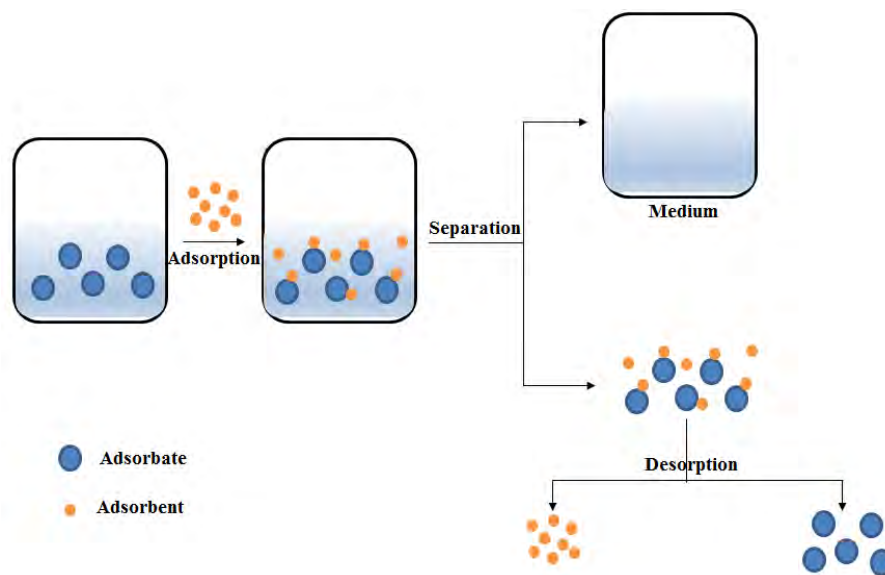 Medium
Separation
Adsorption
Adsorbate
Desorption
Adsorbent